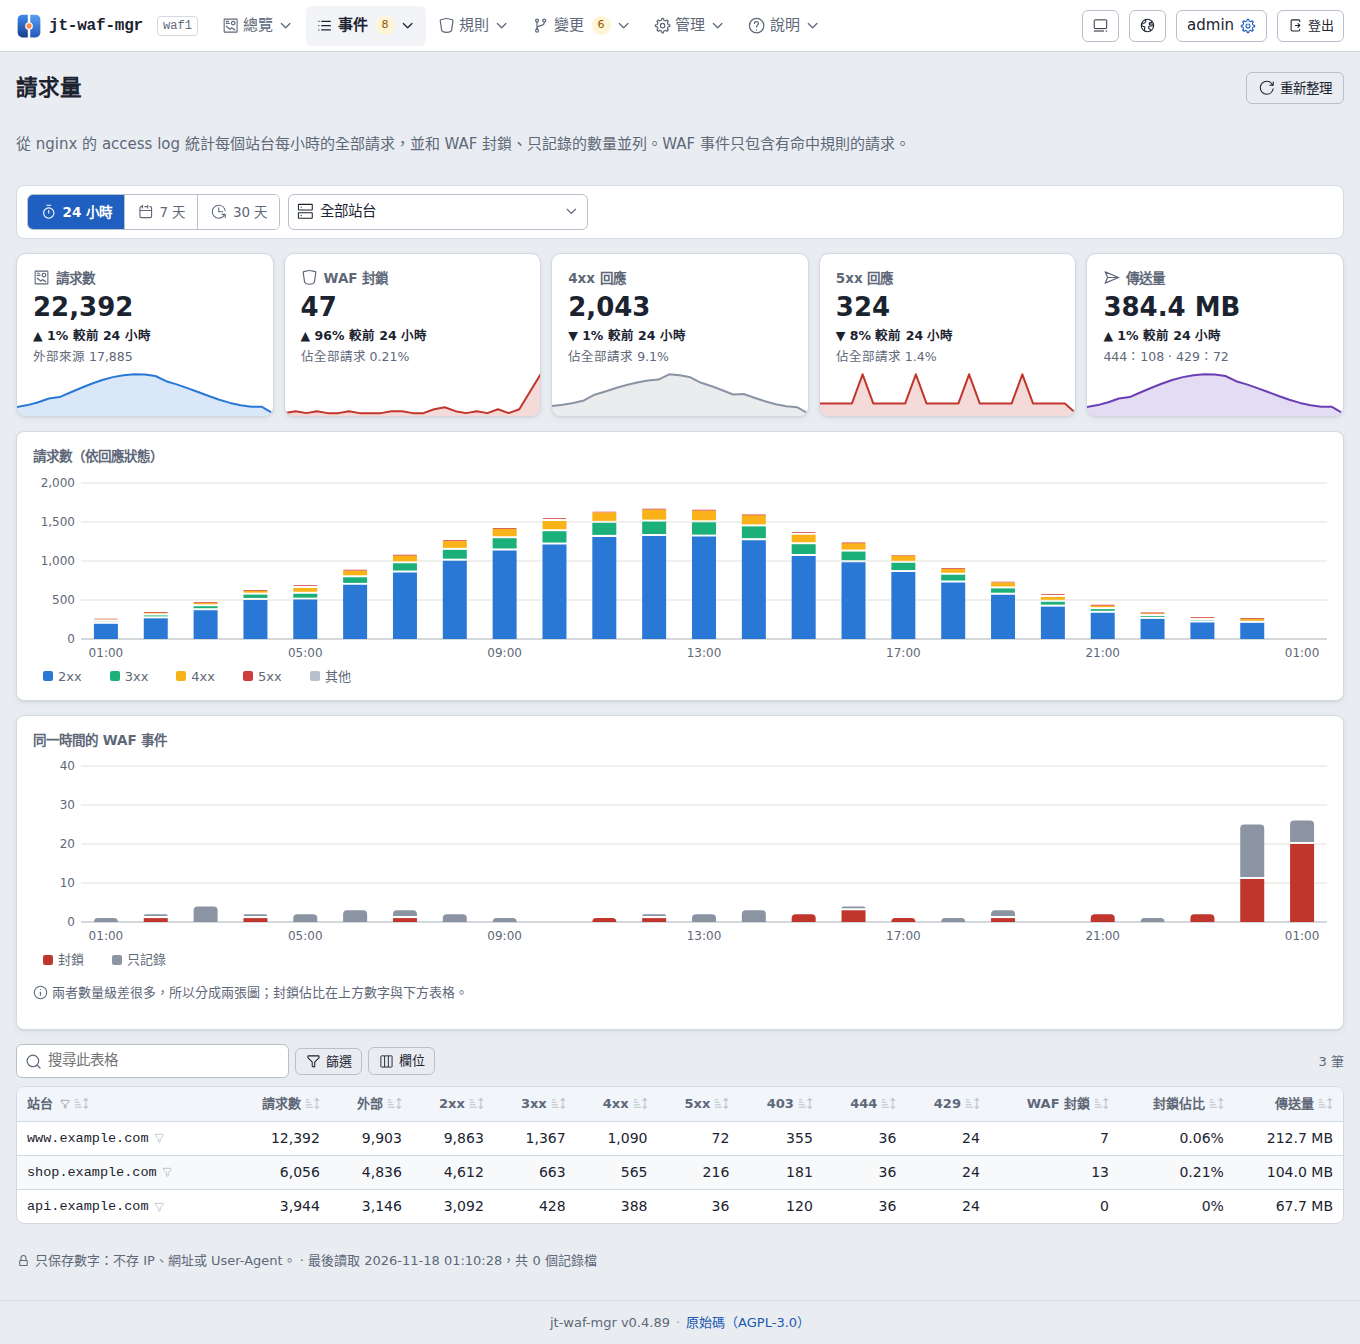 jt-waf-mgr waf1 總覽 事件 8 規則 變更 6 管理 說明 admin 登出
請求量 重新整理
從 nginx 的 access log 統計每個站台每小時的全部請求，並和 WAF 封鎖、只記錄的數量並列。WAF 事件只包含有命中規則的請求。
24 小時 7 天 30 天 全部站台
請求數 WAF 封鎖 4xx 回應 5xx 回應 傳送量
22,392 47 2,043 324 384.4 MB
▲ 1% 較前 24 小時 ▲ 96% 較前 24 小時 ▼ 1% 較前 24 小時 ▼ 8% 較前 24 小時 ▲ 1% 較前 24 小時
外部來源 17,885 佔全部請求 0.21% 佔全部請求 9.1% 佔全部請求 1.4% 444：108 · 429：72
請求數（依回應狀態）
2,000
1,500
1,000
500
0
01:00 05:00 09:00 13:00 17:00 21:00 01:00
2xx 3xx 4xx 5xx 其他
同一時間的 WAF 事件
40
30
20
10
0
01:00 05:00 09:00 13:00 17:00 21:00 01:00
封鎖 只記錄
兩者數量級差很多，所以分成兩張圖；封鎖佔比在上方數字與下方表格。
搜尋此表格 篩選 欄位 3 筆
站台 請求數 外部 2xx 3xx 4xx 5xx 403 444 429 WAF 封鎖 封鎖佔比 傳送量
www.example.com 12,392 9,903 9,863 1,367 1,090 72 355 36 24 7 0.06% 212.7 MB
shop.example.com 6,056 4,836 4,612 663 565 216 181 36 24 13 0.21% 104.0 MB
api.example.com 3,944 3,146 3,092 428 388 36 120 36 24 0 0% 67.7 MB
只保存數字：不存 IP、網址或 User-Agent。 · 最後讀取 2026-11-18 01:10:28，共 0 個記錄檔
jt-waf-mgr v0.4.89 · 原始碼（AGPL-3.0）